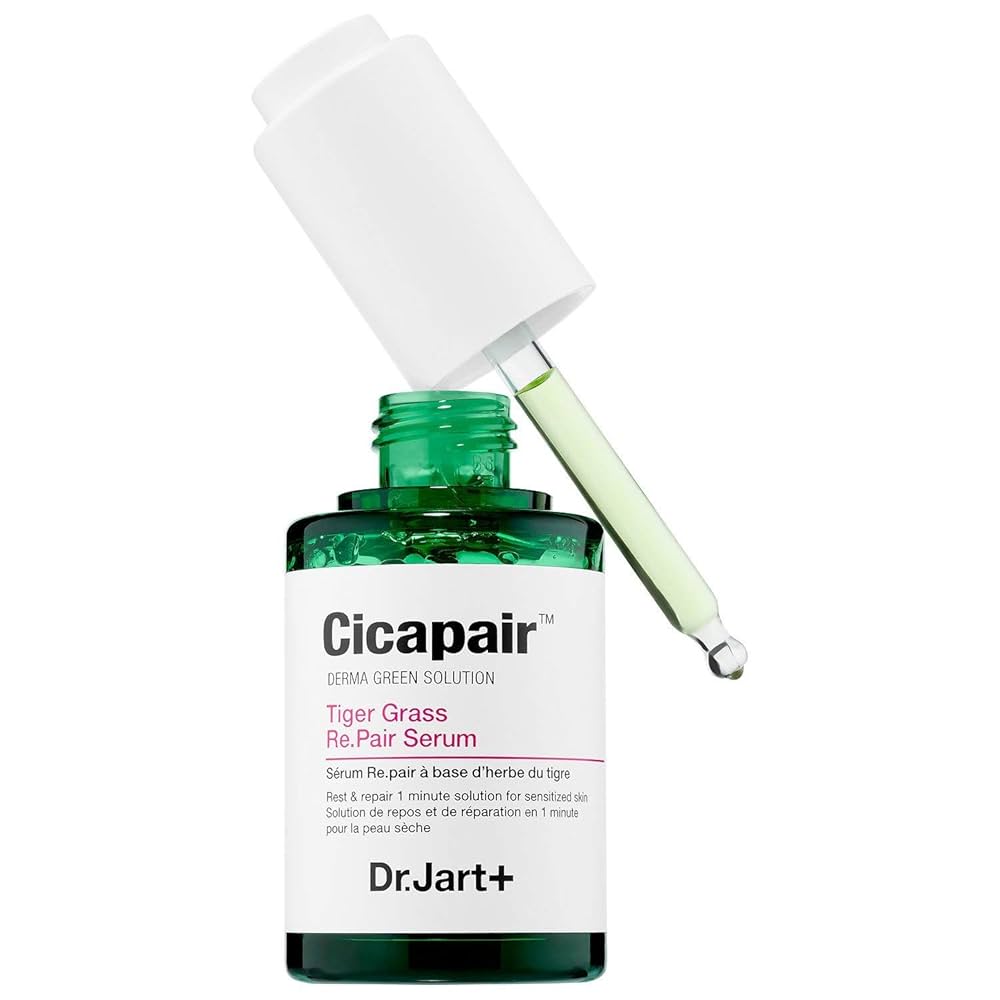 Cicapair™
DERMA GREEN SOLUTION
Tiger Grass
Re.Pair Serum
Sérum Re.pair à base d'herbe du tigre
Rest & repair 1 minute solution for sensitized skin
Solution de repos et de réparation en 1 minute
pour la peau sèche
Dr.Jart+